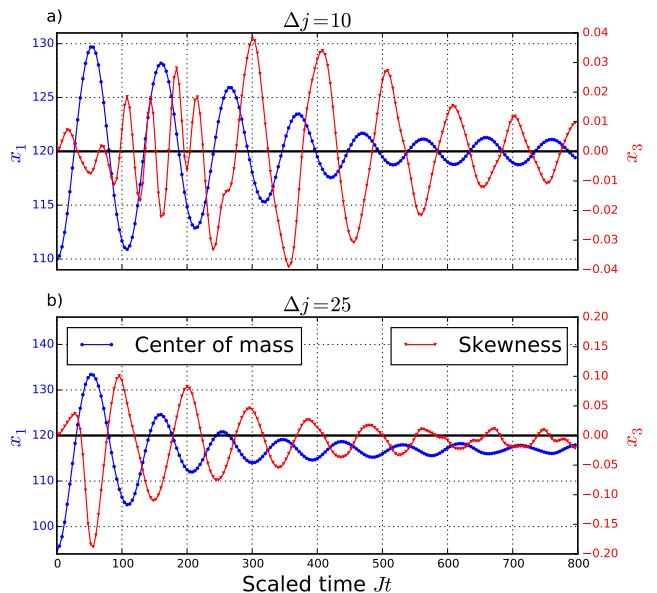 a)
Δj=10
130
125
120
115
110
x₁
0.04
0.03
0.02
0.01
0.00
−0.01
−0.02
−0.03
−0.04
x₃
b)
Δj=25
140
130
120
110
100
x₁
Center of mass
Skewness
0.20
0.15
0.10
0.05
0.00
−0.05
−0.10
−0.15
−0.20
x₃
0 100 200 300 400 500 600 700 800
Scaled time Jt